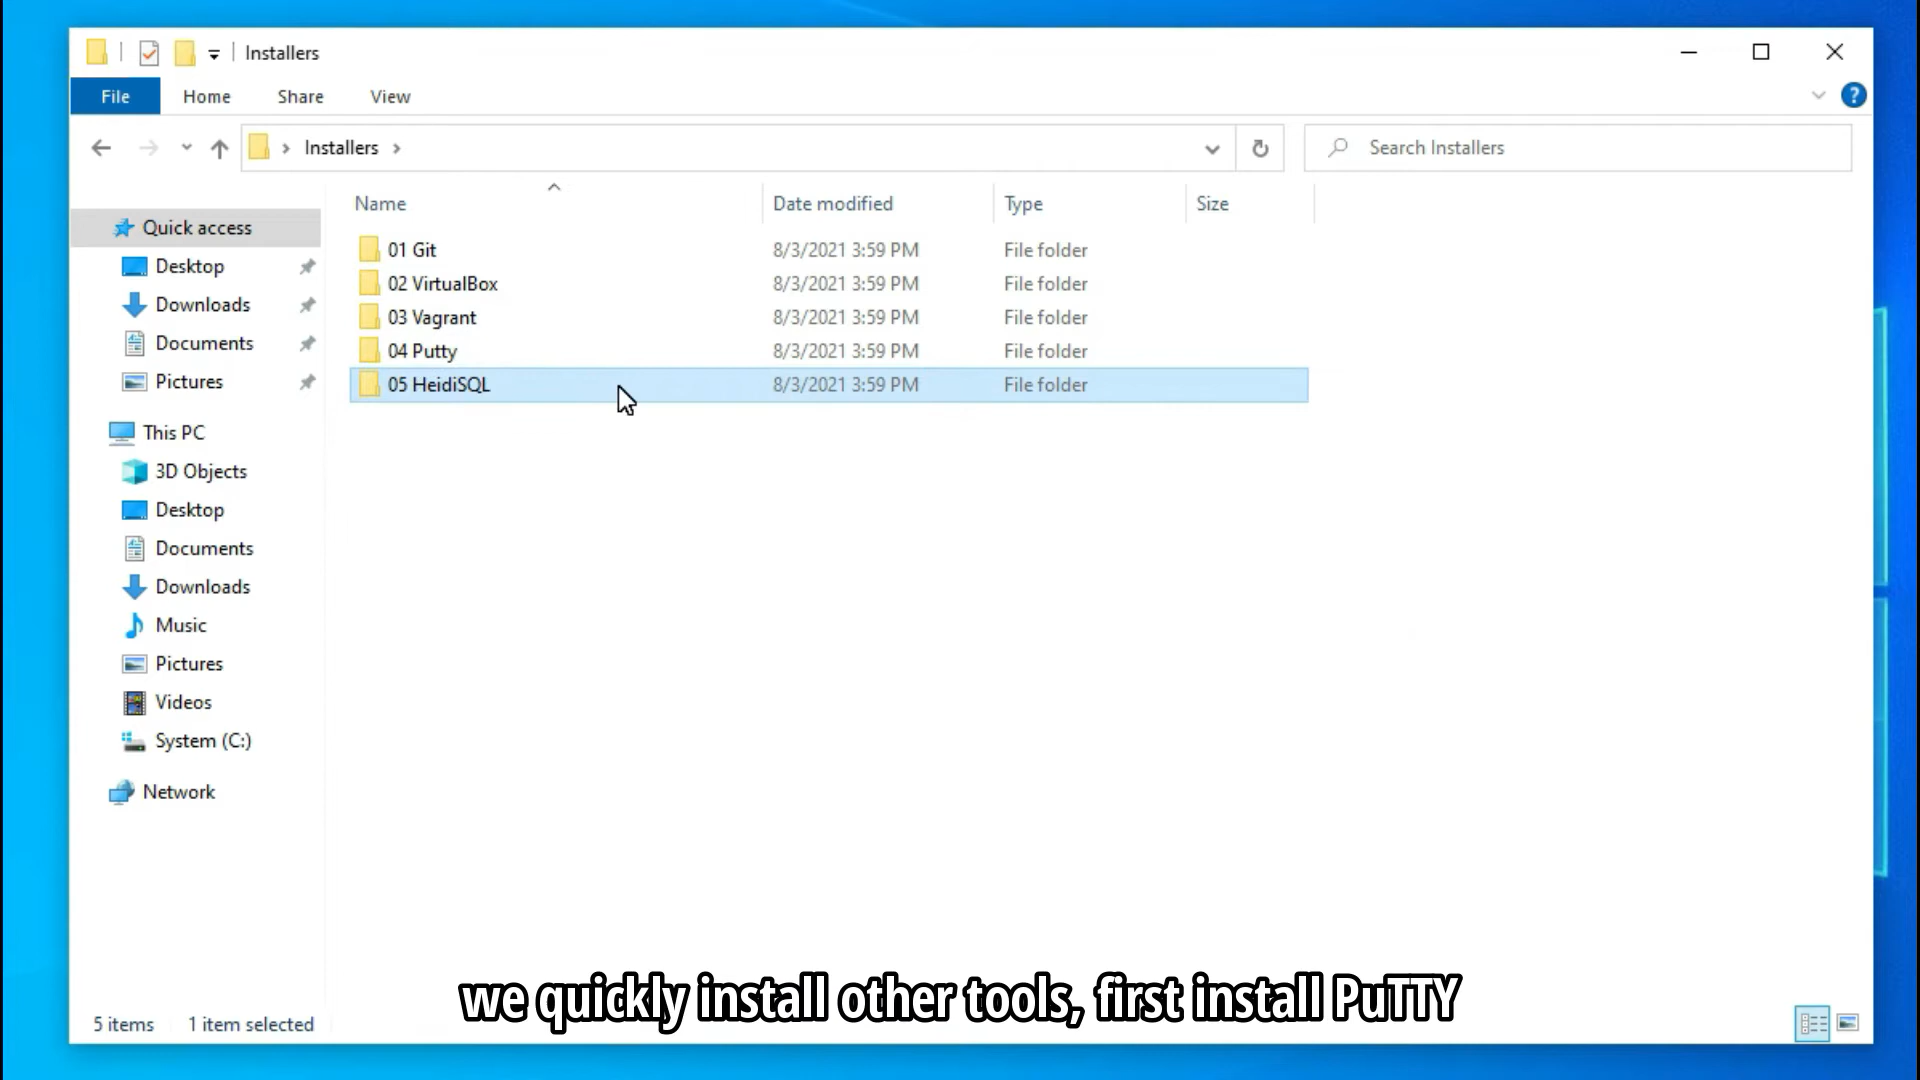 Installers
File Home Share View
?
Installers
Search Installers
Name Date modified Type Size
Quick access
Desktop
Downloads
Documents
Pictures
This PC
3D Objects
Desktop
Documents
Downloads
Music
Pictures
Videos
System (C:)
Network
01 Git 8/3/2021 3:59 PM File folder
02 VirtualBox 8/3/2021 3:59 PM File folder
03 Vagrant 8/3/2021 3:59 PM File folder
04 Putty 8/3/2021 3:59 PM File folder
05 HeidiSQL 8/3/2021 3:59 PM File folder
we quickly install other tools, first install PuTTY
5 items 1 item selected